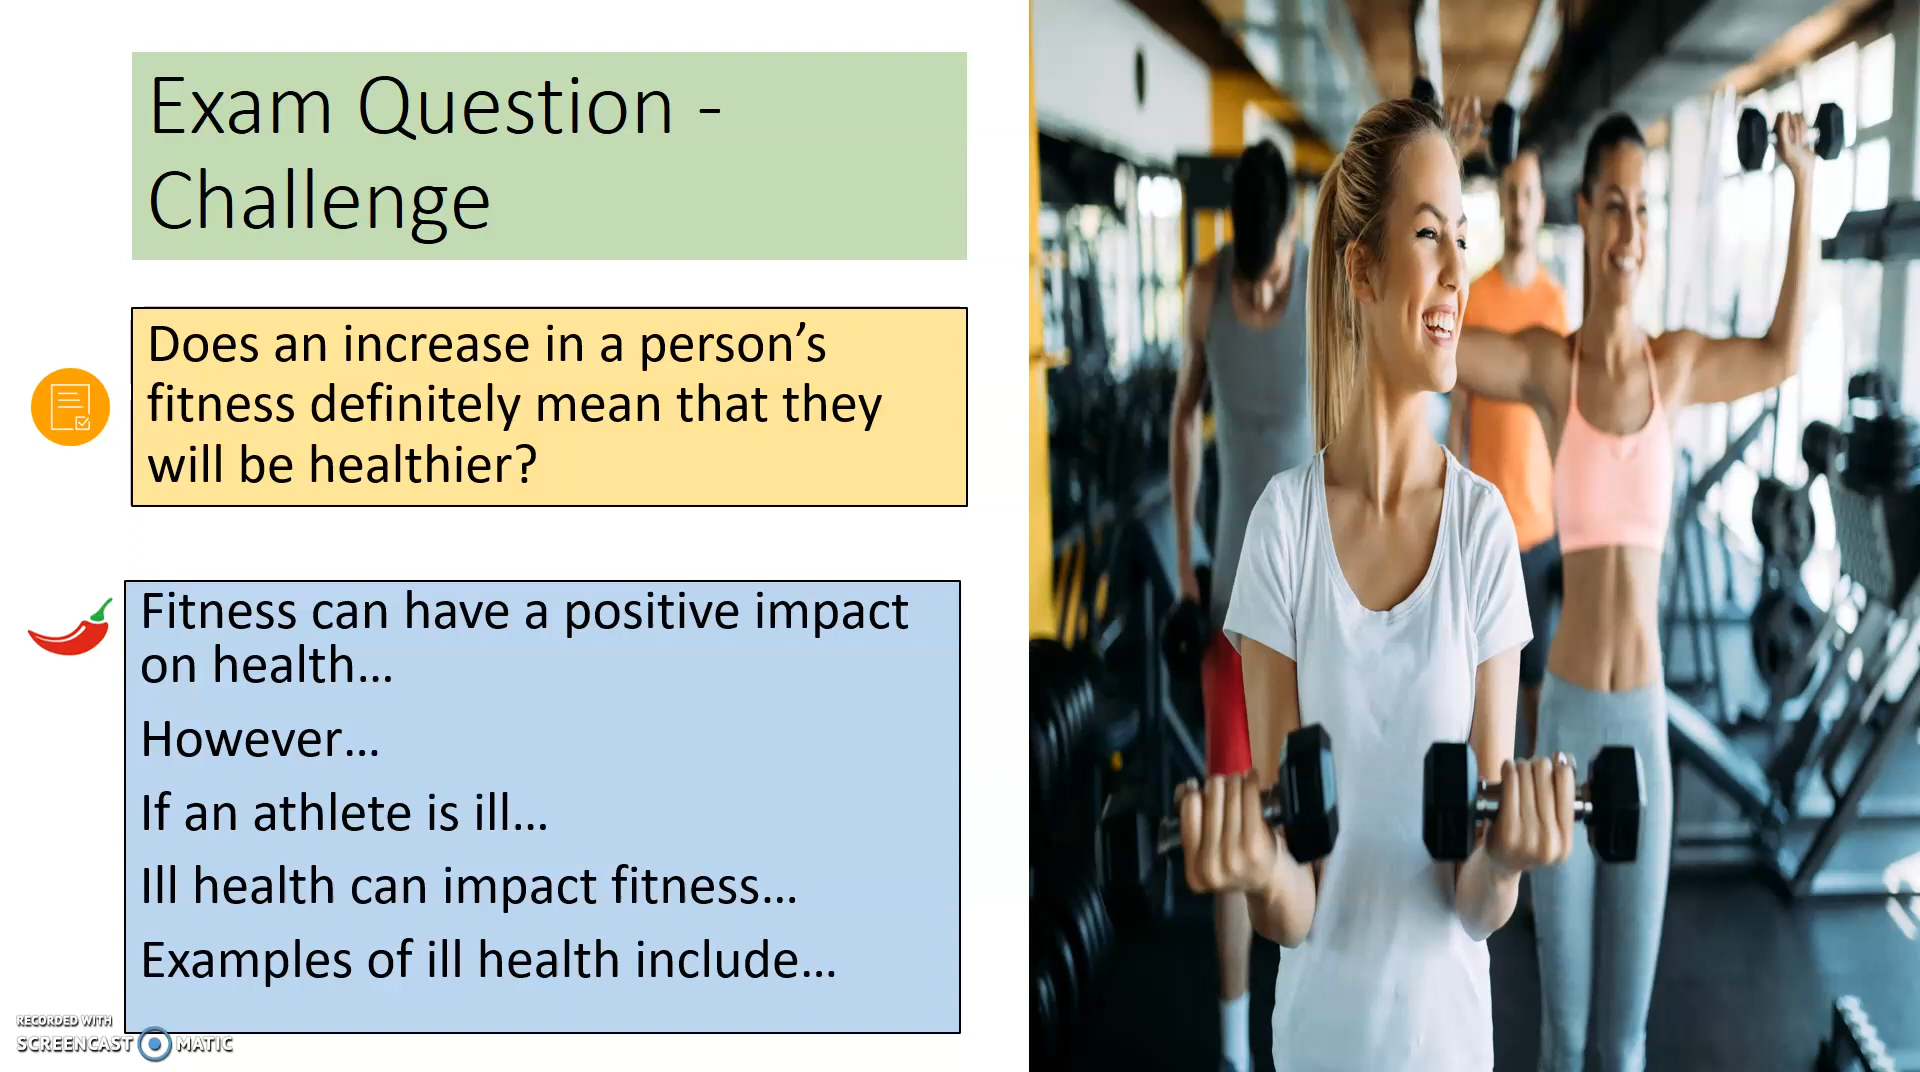 Exam Question -
Challenge
Does an increase in a person’s
fitness definitely mean that they
will be healthier?
Fitness can have a positive impact
on health…
However…
If an athlete is ill…
Ill health can impact fitness…
Examples of ill health include…
RECORDED WITH
SCREENCAST MATIC